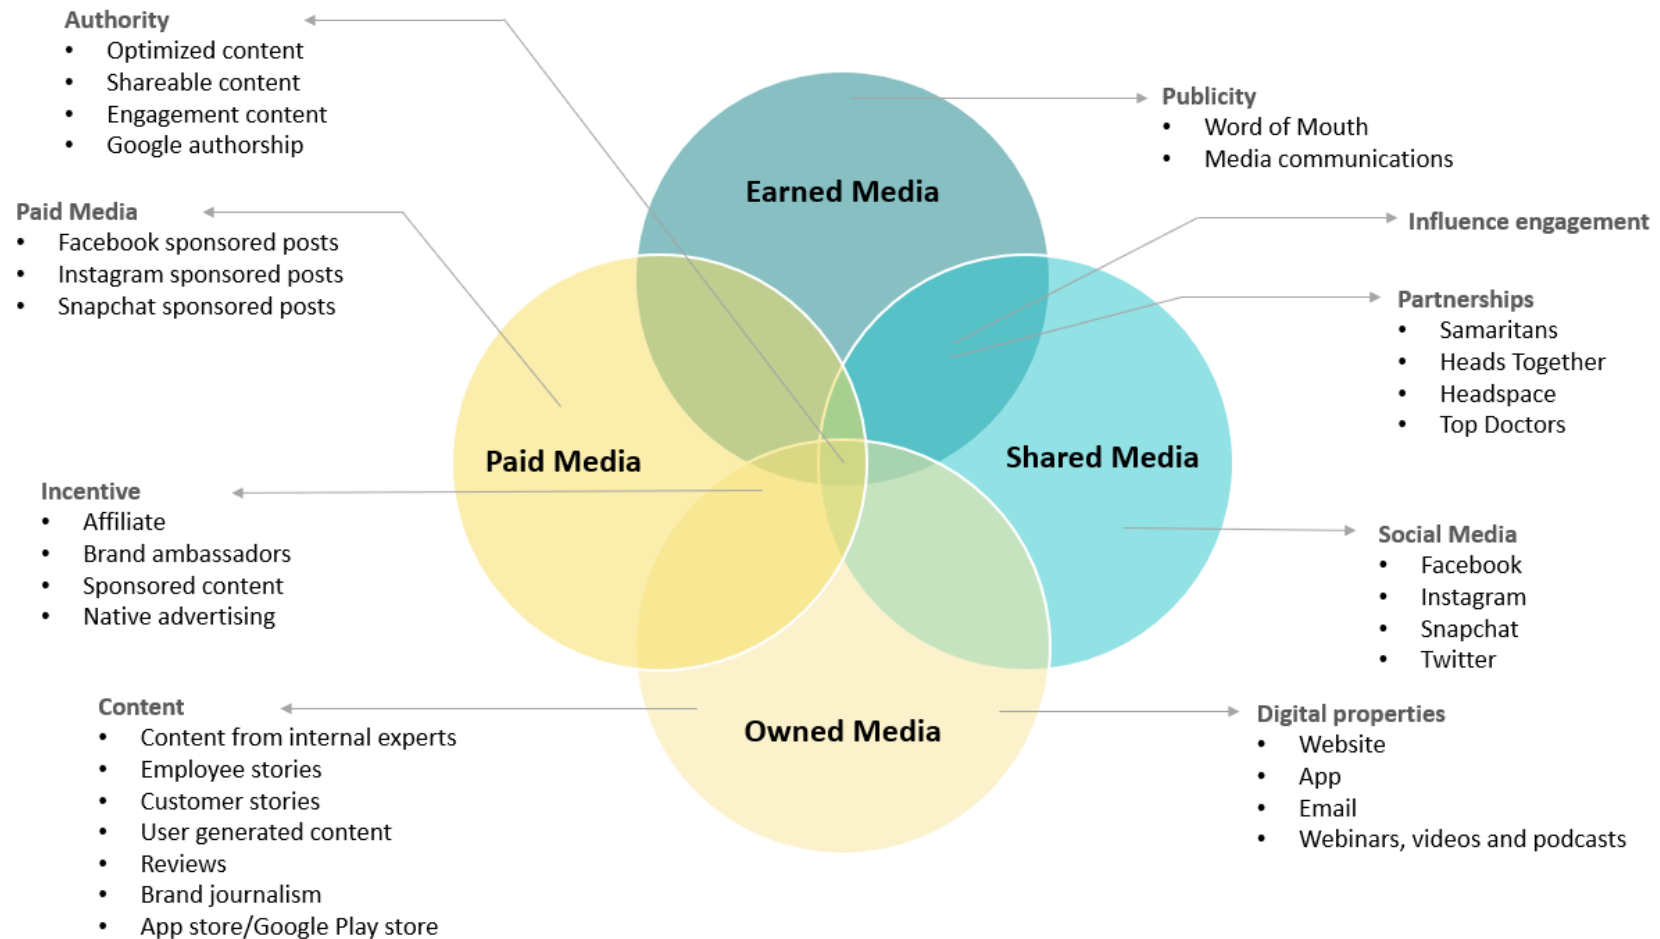 Authority
• Optimized content
• Shareable content
• Engagement content
• Google authorship
Paid Media
• Facebook sponsored posts
• Instagram sponsored posts
• Snapchat sponsored posts
Incentive
• Affiliate
• Brand ambassadors
• Sponsored content
• Native advertising
Content
• Content from internal experts
• Employee stories
• Customer stories
• User generated content
• Reviews
• Brand journalism
• App store/Google Play store
Earned Media
Paid Media
Shared Media
Owned Media
Publicity
• Word of Mouth
• Media communications
Influence engagement
Partnerships
• Samaritans
• Heads Together
• Headspace
• Top Doctors
Social Media
• Facebook
• Instagram
• Snapchat
• Twitter
Digital properties
• Website
• App
• Email
• Webinars, videos and podcasts